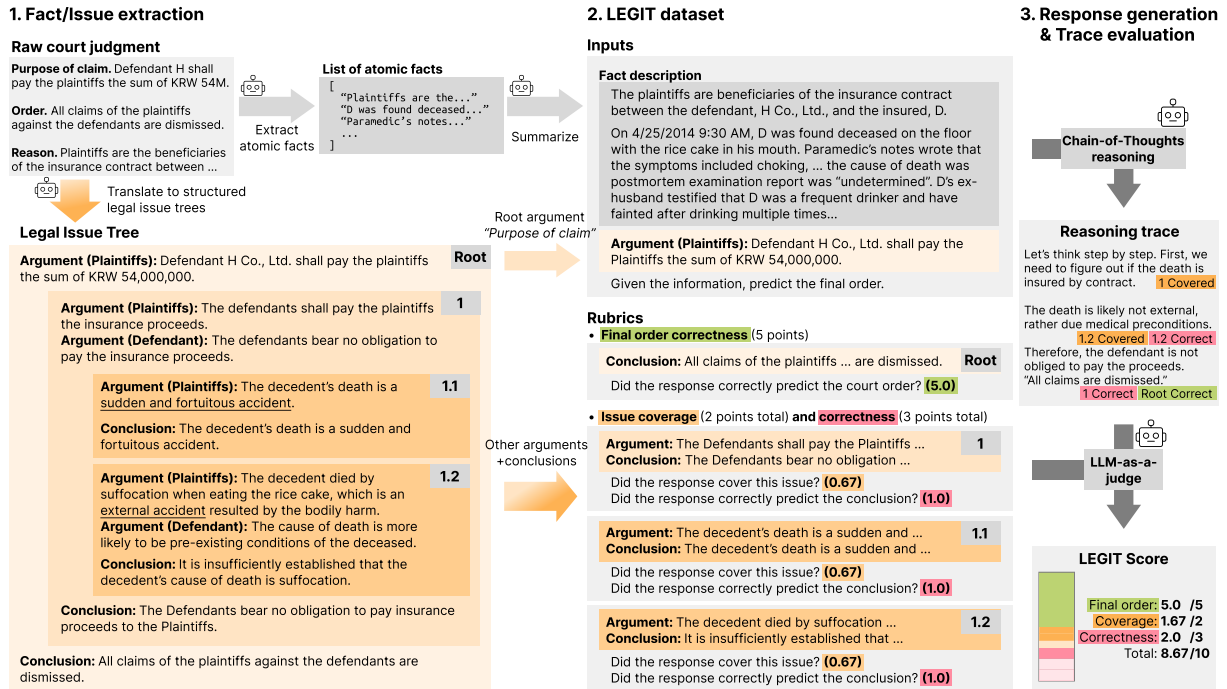 1. Fact/Issue extraction
Raw court judgment
Purpose of claim. Defendant H shall
pay the plaintiffs the sum of KRW 54M.
Order. All claims of the plaintiffs
against the defendants are dismissed.
Reason. Plaintiffs are the beneficiaries
of the insurance contract between ...
Extract
atomic facts
List of atomic facts
[
"Plaintiffs are the..."
"D was found deceased..."
"Paramedic's notes..."
...
]
Summarize
Translate to structured
legal issue trees
Legal Issue Tree
Root
Argument (Plaintiffs): Defendant H Co., Ltd. shall pay the plaintiffs
the sum of KRW 54,000,000.
1
Argument (Plaintiffs): The defendants shall pay the plaintiffs
the insurance proceeds.
Argument (Defendant): The defendants bear no obligation to
pay the insurance proceeds.
1.1
Argument (Plaintiffs): The decedent's death is a
sudden and fortuitous accident.
Conclusion: The decedent's death is a sudden and
fortuitous accident.
1.2
Argument (Plaintiffs): The decedent died by
suffocation when eating the rice cake, which is an
external accident resulted by the bodily harm.
Argument (Defendant): The cause of death is more
likely to be pre-existing conditions of the deceased.
Conclusion: It is insufficiently established that the
decedent's cause of death is suffocation.
Conclusion: The Defendants bear no obligation to pay insurance
proceeds to the Plaintiffs.
Conclusion: All claims of the plaintiffs against the defendants are
dismissed.
Root argument
"Purpose of claim"
Other arguments
+conclusions
2. LEGIT dataset
Inputs
Fact description
The plaintiffs are beneficiaries of the insurance contract
between the defendant, H Co., Ltd., and the insured, D.
On 4/25/2014 9:30 AM, D was found deceased on the floor
with the rice cake in his mouth. Paramedic's notes wrote that
the symptoms included choking, ... the cause of death was
postmortem examination report was "undetermined". D's ex-
husband testified that D was a frequent drinker and have
fainted after drinking multiple times...
Argument (Plaintiffs): Defendant H Co., Ltd. shall pay the
Plaintiffs the sum of KRW 54,000,000.
Given the information, predict the final order.
Rubrics
• Final order correctness (5 points)
Conclusion: All claims of the plaintiffs ... are dismissed.
Root
Did the response correctly predict the court order? (5.0)
• Issue coverage (2 points total) and correctness (3 points total)
Argument: The Defendants shall pay the Plaintiffs ...
1
Conclusion: The Defendants bear no obligation ...
Did the response cover this issue? (0.67)
Did the response correctly predict the conclusion? (1.0)
Argument: The decedent's death is a sudden and ...
1.1
Conclusion: The decedent's death is a sudden and ...
Did the response cover this issue? (0.67)
Did the response correctly predict the conclusion? (1.0)
Argument: The decedent died by suffocation ...
1.2
Conclusion: It is insufficiently established that ...
Did the response cover this issue? (0.67)
Did the response correctly predict the conclusion? (1.0)
3. Response generation
& Trace evaluation
Chain-of-Thoughts
reasoning
Reasoning trace
Let's think step by step. First, we
need to figure out if the death is
insured by contract. 1 Covered
The death is likely not external,
rather due medical preconditions.
1.2 Covered 1.2 Correct
Therefore, the defendant is not
obliged to pay the proceeds.
"All claims are dismissed."
1 Correct Root Correct
LLM-as-a-
judge
LEGIT Score
Final order: 5.0 /5
Coverage: 1.67 /2
Correctness: 2.0 /3
Total: 8.67/10